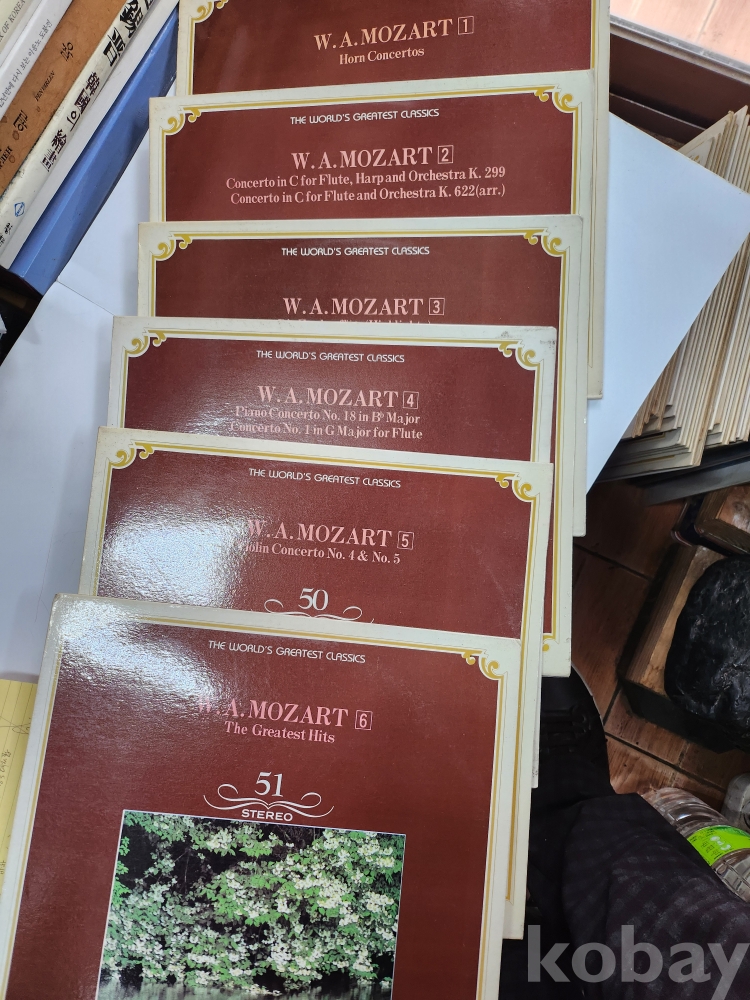 W. A. MOZART 1
Horn Concertos
THE WORLD'S GREATEST CLASSICS
W. A. MOZART 2
Concerto in C for Flute, Harp and Orchestra K. 299
Concerto in C for Flute and Orchestra K. 622(arr.)
THE WORLD'S GREATEST CLASSICS
W. A. MOZART 3
THE WORLD'S GREATEST CLASSICS
W. A. MOZART 4
Piano Concerto No. 18 in B♭ Major
Concerto No. 1 in G Major for Flute
THE WORLD'S GREATEST CLASSICS
W. A. MOZART 5
Violin Concerto No. 4 & No. 5
50
THE WORLD'S GREATEST CLASSICS
W. A. MOZART 6
The Greatest Hits
51
STEREO
kobay